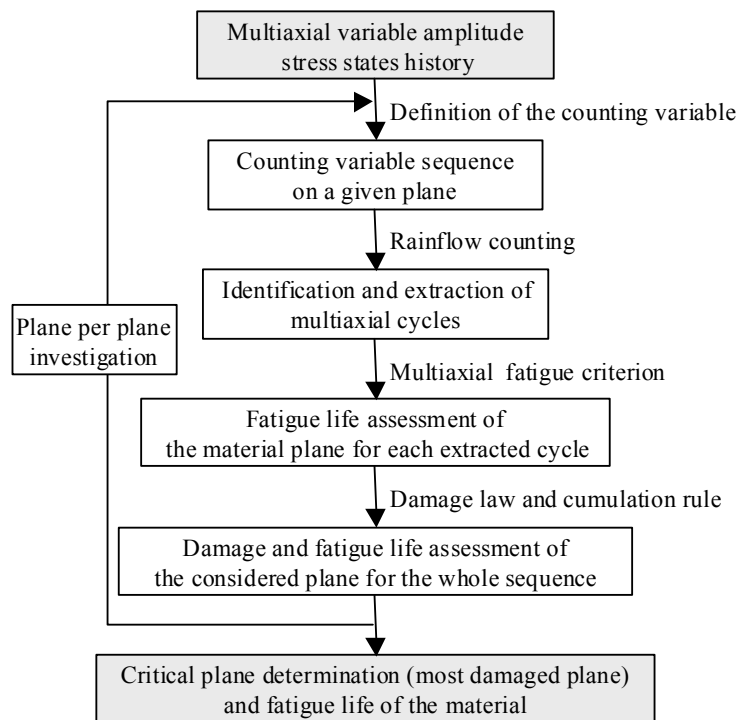 Multiaxial variable amplitude
stress states history
Definition of the counting variable
Counting variable sequence
on a given plane
Rainflow counting
Identification and extraction of
multiaxial cycles
Plane per plane
investigation
Multiaxial fatigue criterion
Fatigue life assessment of
the material plane for each extracted cycle
Damage law and cumulation rule
Damage and fatigue life assessment of
the considered plane for the whole sequence
Critical plane determination (most damaged plane)
and fatigue life of the material